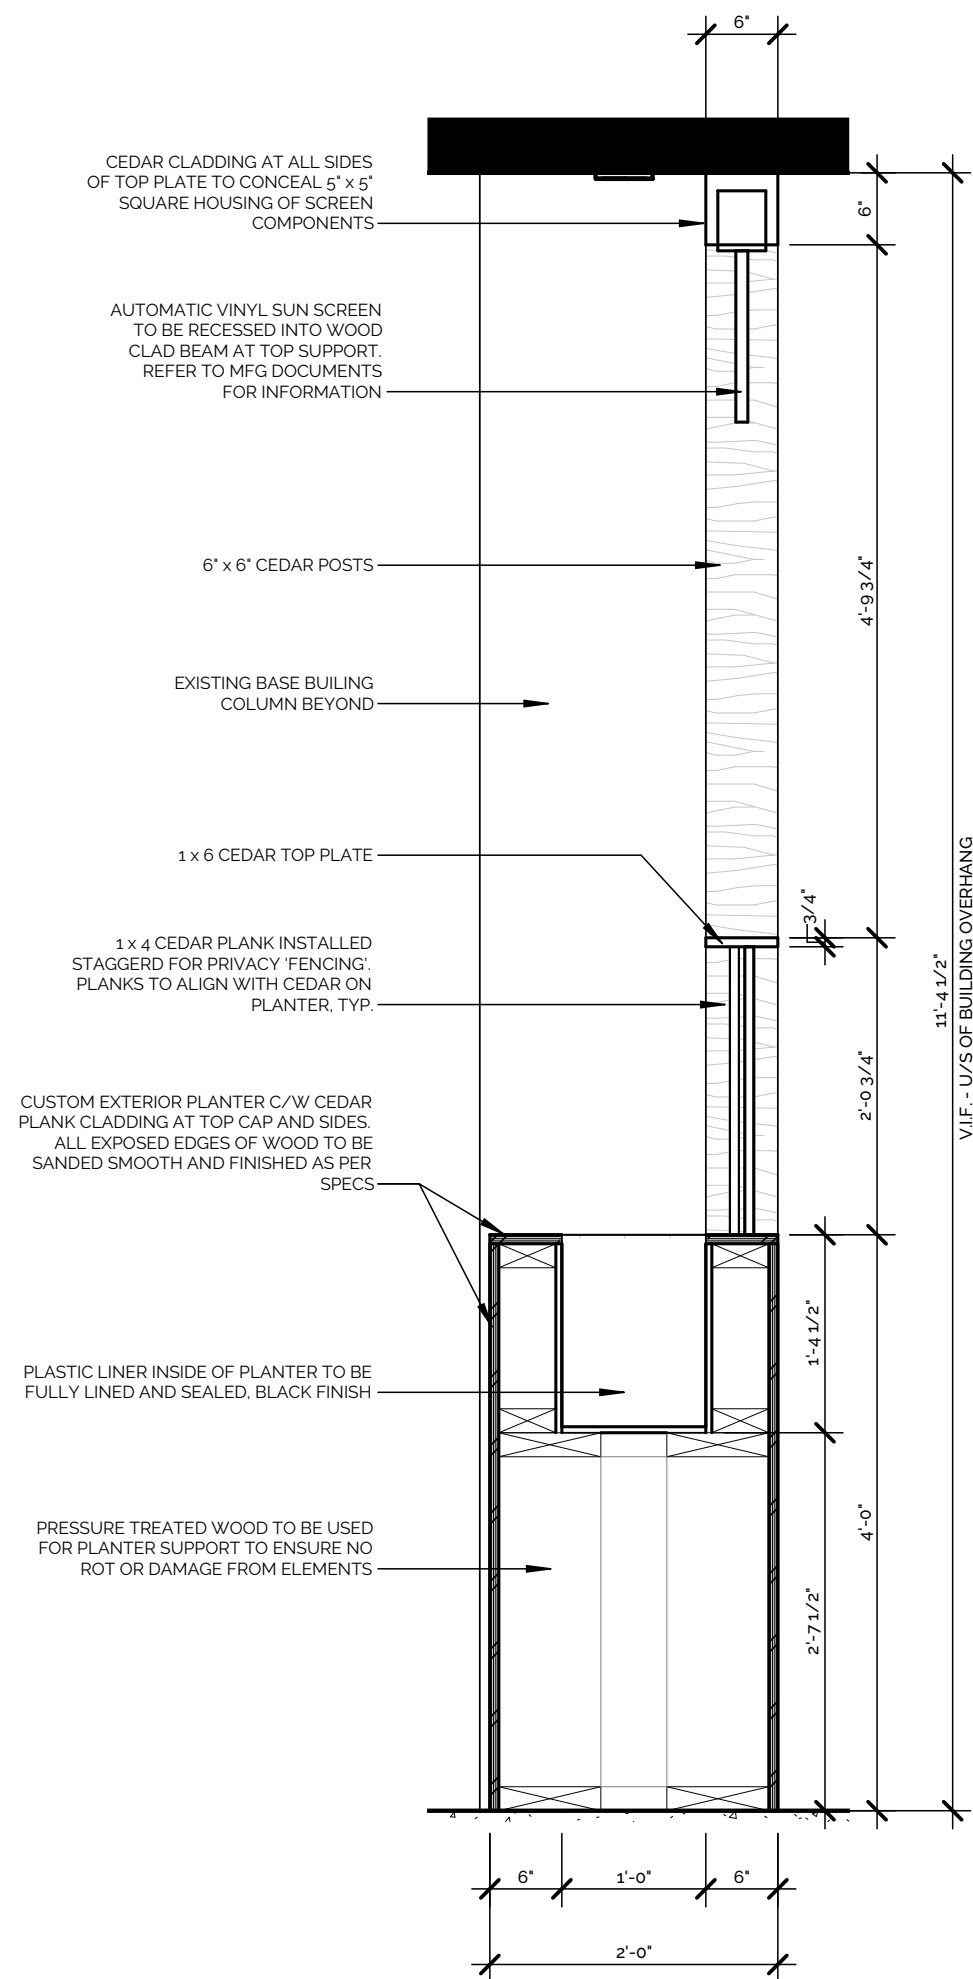 6"
CEDAR CLADDING AT ALL SIDES
OF TOP PLATE TO CONCEAL 5" x 5"
SQUARE HOUSING OF SCREEN
COMPONENTS
6"
AUTOMATIC VINYL SUN SCREEN
TO BE RECESSED INTO WOOD
CLAD BEAM AT TOP SUPPORT.
REFER TO MFG DOCUMENTS
FOR INFORMATION
6" x 6" CEDAR POSTS
4'-9 3/4"
EXISTING BASE BUILING
COLUMN BEYOND
1 x 6 CEDAR TOP PLATE
3/4"
1 x 4 CEDAR PLANK INSTALLED
STAGGERD FOR PRIVACY 'FENCING'.
PLANKS TO ALIGN WITH CEDAR ON
PLANTER, TYP.
11'-4 1/2"
V.I.F. - U/S OF BUILDING OVERHANG
2'-0 3/4"
CUSTOM EXTERIOR PLANTER C/W CEDAR
PLANK CLADDING AT TOP CAP AND SIDES.
ALL EXPOSED EDGES OF WOOD TO BE
SANDED SMOOTH AND FINISHED AS PER
SPECS
1'-4 1/2"
PLASTIC LINER INSIDE OF PLANTER TO BE
FULLY LINED AND SEALED, BLACK FINISH
4'-0"
PRESSURE TREATED WOOD TO BE USED
FOR PLANTER SUPPORT TO ENSURE NO
ROT OR DAMAGE FROM ELEMENTS
2'-7 1/2"
6"
1'-0"
6"
2'-0"